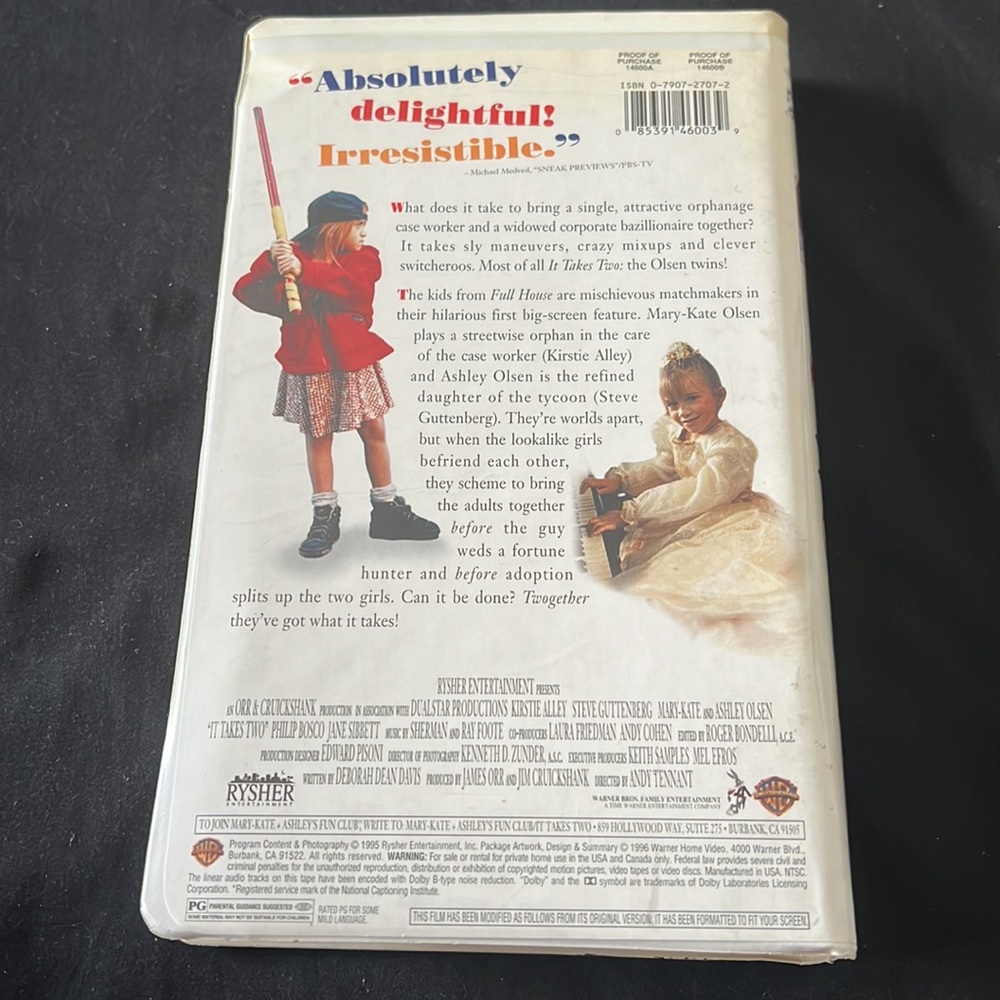 “Absolutely
delightful!
Irresistible.”
– Michael Medved, "SNEAK PREVIEWS"/PBS-TV
PROOF OF PURCHASE 14600A
PROOF OF PURCHASE 14600B
ISBN 0-7907-2707-2
0 85391 46003 9
What does it take to bring a single, attractive orphanage
case worker and a widowed corporate bazillionaire together?
It takes sly maneuvers, crazy mixups and clever
switcheroos. Most of all It Takes Two: the Olsen twins!
The kids from Full House are mischievous matchmakers in
their hilarious first big-screen feature. Mary-Kate Olsen
plays a streetwise orphan in the care
of the case worker (Kirstie Alley)
and Ashley Olsen is the refined
daughter of the tycoon (Steve
Guttenberg). They're worlds apart,
but when the lookalike girls
befriend each other,
they scheme to bring
the adults together
before the guy
weds a fortune
hunter and before adoption
splits up the two girls. Can it be done? Twogether
they've got what it takes!
RYSHER ENTERTAINMENT PRESENTS
AN ORR & CRUICKSHANK PRODUCTION IN ASSOCIATION WITH DUALSTAR PRODUCTIONS KIRSTIE ALLEY STEVE GUTTENBERG MARY-KATE AND ASHLEY OLSEN
"IT TAKES TWO" PHILIP BOSCO JANE SIBBETT MUSIC BY SHERMAN AND RAY FOOTE CO-PRODUCERS LAURA FRIEDMAN ANDY COHEN EDITED BY ROGER BONDELLI, A.C.E.
PRODUCTION DESIGNER EDWARD PISONI DIRECTOR OF PHOTOGRAPHY KENNETH D. ZUNDER, A.S.C. EXECUTIVE PRODUCERS KEITH SAMPLES MEL EFROS
WRITTEN BY DEBORAH DEAN DAVIS PRODUCED BY JAMES ORR AND JIM CRUICKSHANK DIRECTED BY ANDY TENNANT
RYSHER
ENTERTAINMENT
WARNER BROS. FAMILY ENTERTAINMENT
A TIME WARNER ENTERTAINMENT COMPANY
TO JOIN MARY-KATE + ASHLEY'S FUN CLUB, WRITE TO: MARY-KATE + ASHLEY'S FUN CLUB/IT TAKES TWO • 859 HOLLYWOOD WAY, SUITE 275 • BURBANK, CA 91505
Program Content & Photography © 1995 Rysher Entertainment, Inc. Package Artwork, Design & Summary © 1996 Warner Home Video. 4000 Warner Blvd.,
Burbank, CA 91522. All rights reserved. WARNING: For sale or rental for private home use in the USA and Canada only. Federal law provides severe civil and
criminal penalties for the unauthorized reproduction, distribution or exhibition of copyrighted motion pictures, video tapes or video discs. Manufactured in USA. NTSC.
The linear audio tracks on this tape have been encoded with Dolby B-type noise reduction. "Dolby" and the symbol are trademarks of Dolby Laboratories Licensing
Corporation. *Registered service mark of the National Captioning Institute.
PG PARENTAL GUIDANCE SUGGESTED
SOME MATERIAL MAY NOT BE SUITABLE FOR CHILDREN
RATED PG FOR SOME
MILD LANGUAGE.
THIS FILM HAS BEEN MODIFIED AS FOLLOWS FROM ITS ORIGINAL VERSION: IT HAS BEEN FORMATTED TO FIT YOUR SCREEN.